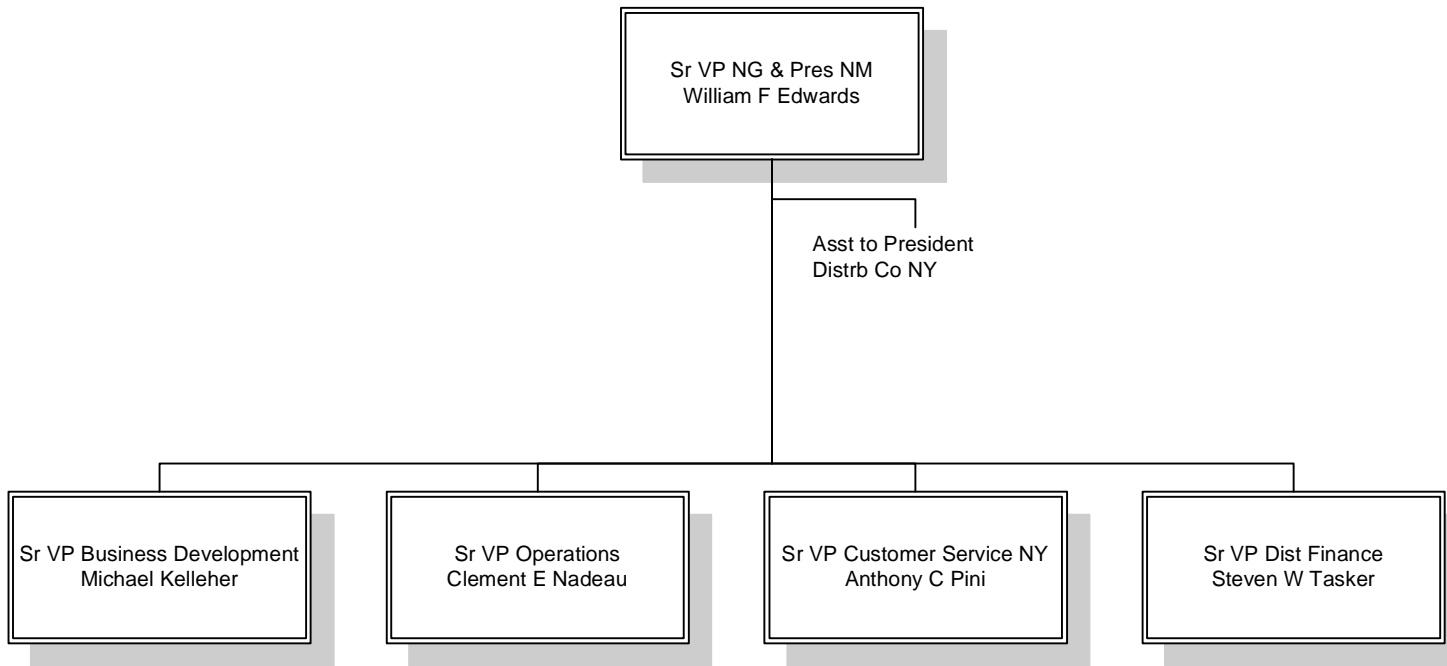 Sr VP NG & Pres NM
William F Edwards
Asst to President
Distrb Co NY
Sr VP Business Development
Michael Kelleher
Sr VP Operations
Clement E Nadeau
Sr VP Customer Service NY
Anthony C Pini
Sr VP Dist Finance
Steven W Tasker